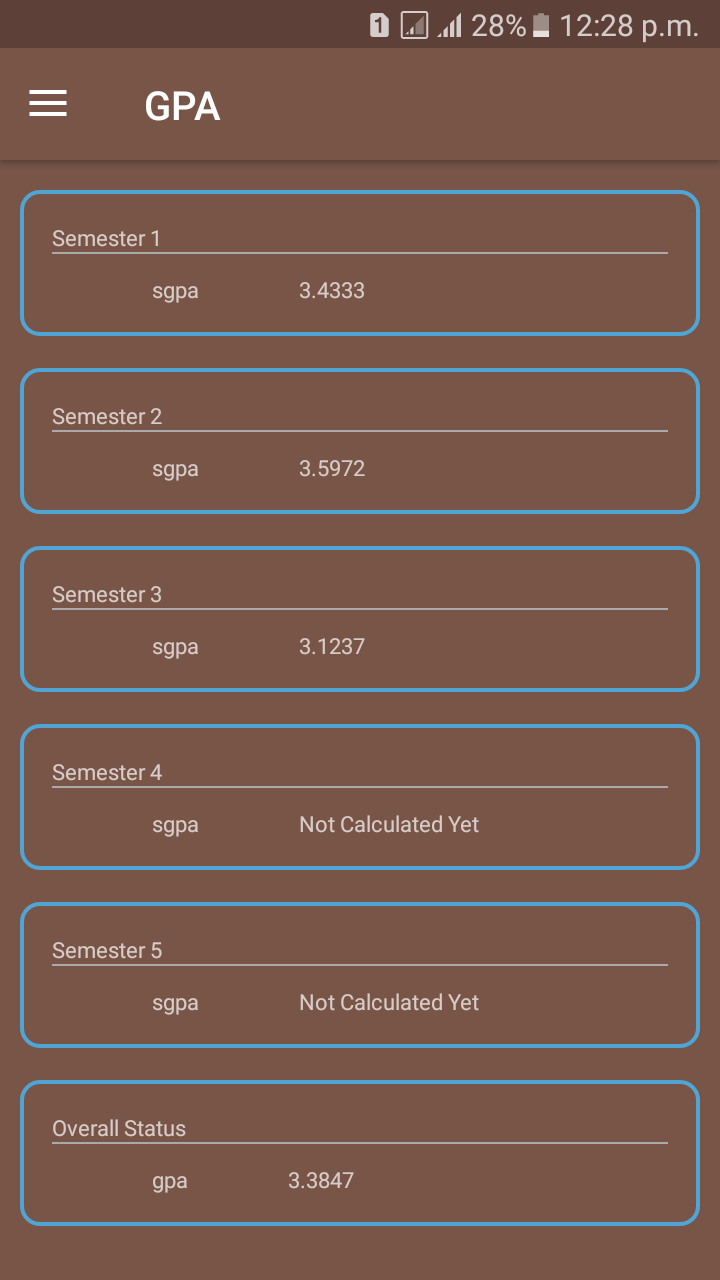 1 28% 12:28 p.m.
GPA
Semester 1
sgpa 3.4333
Semester 2
sgpa 3.5972
Semester 3
sgpa 3.1237
Semester 4
sgpa Not Calculated Yet
Semester 5
sgpa Not Calculated Yet
Overall Status
gpa 3.3847